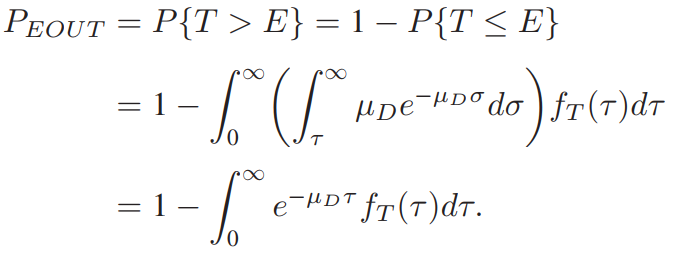 P_{EOUT} = P\{T > E\} = 1 - P\{T \leq E\}
= 1 - \int_0^\infty \left( \int_\tau^\infty \mu_D e^{-\mu_D \sigma} d\sigma \right) f_T(\tau) d\tau
= 1 - \int_0^\infty e^{-\mu_D \tau} f_T(\tau) d\tau.